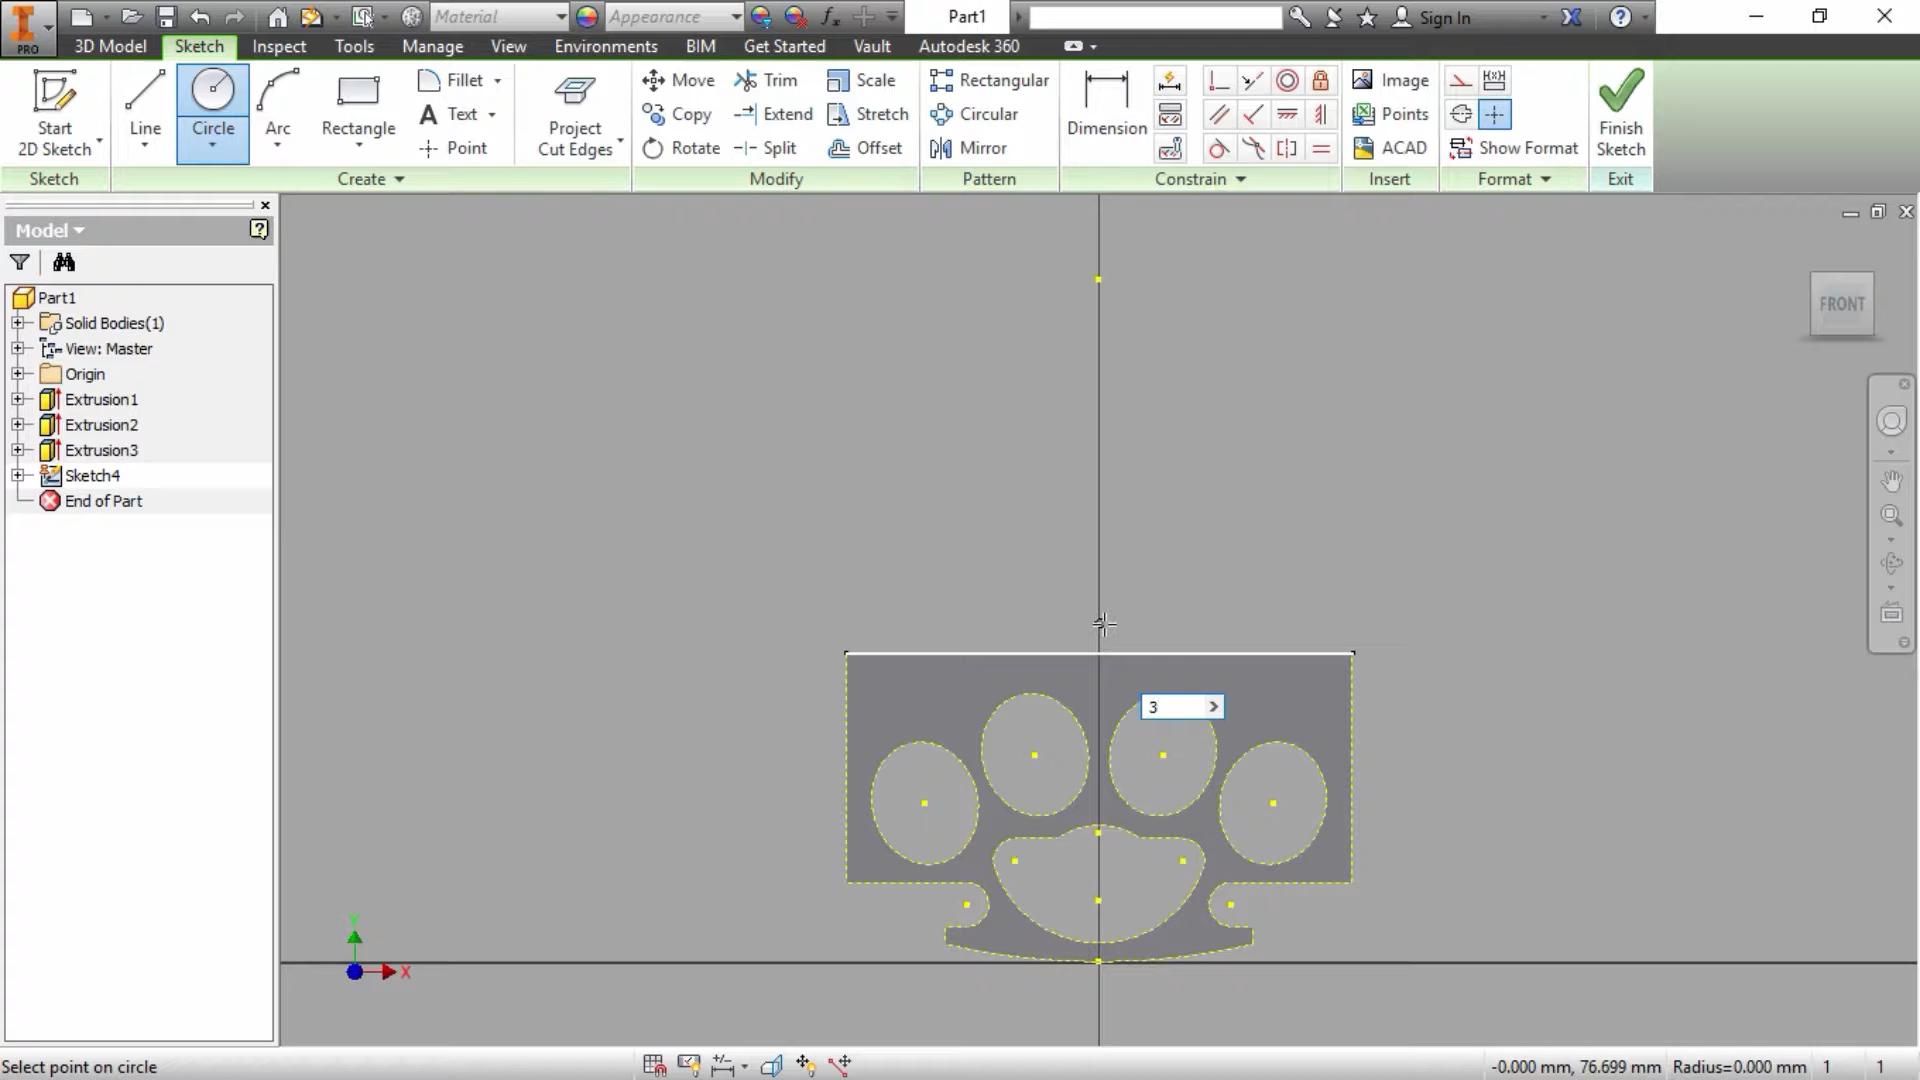 PRO
Material
Appearance
Part1
Sign In
3D Model
Sketch
Inspect
Tools
Manage
View
Environments
BIM
Get Started
Vault
Autodesk 360
Start
2D Sketch
Line
Circle
Arc
Rectangle
Fillet
Text
Point
Project
Cut Edges
Move
Copy
Rotate
Trim
Extend
Split
Scale
Stretch
Offset
Rectangular
Circular
Mirror
Dimension
Image
Points
ACAD
Show Format
Finish
Sketch
Sketch
Create
Modify
Pattern
Constrain
Insert
Format
Exit
Model
Part1
Solid Bodies(1)
View: Master
Origin
Extrusion1
Extrusion2
Extrusion3
Sketch4
End of Part
FRONT
3
Y
X
Select point on circle
-0.000 mm, 76.699 mm
Radius=0.000 mm
1
1